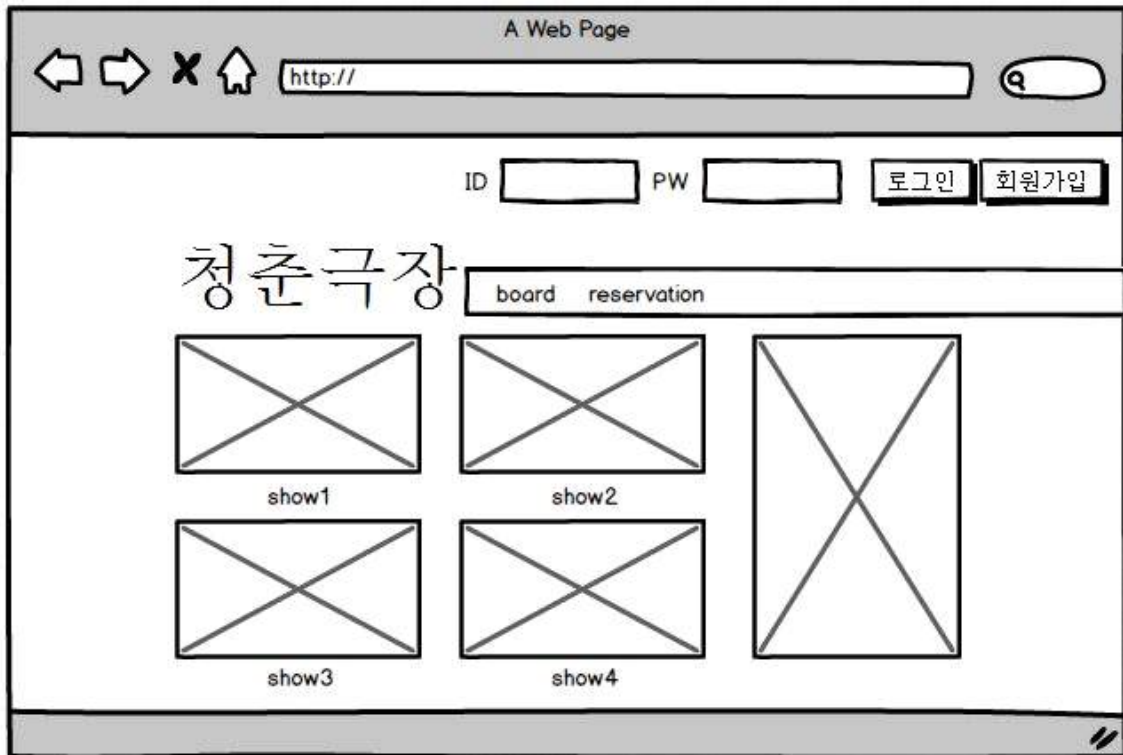 A Web Page
http://
ID PW 로그인 회원가입
청춘극장
board reservation
show1 show2
show3 show4